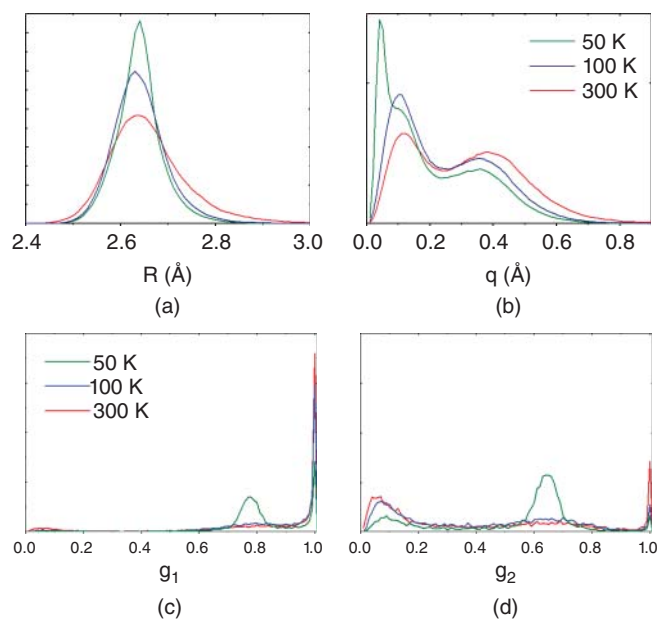 50 K
100 K
300 K
2.4 2.6 2.8 3.0
0.0 0.2 0.4 0.6 0.8
R (Å)
q (Å)
(a)
(b)
50 K
100 K
300 K
0.0 0.2 0.4 0.6 0.8 1.0
0.0 0.2 0.4 0.6 0.8 1.0
g₁
g₂
(c)
(d)